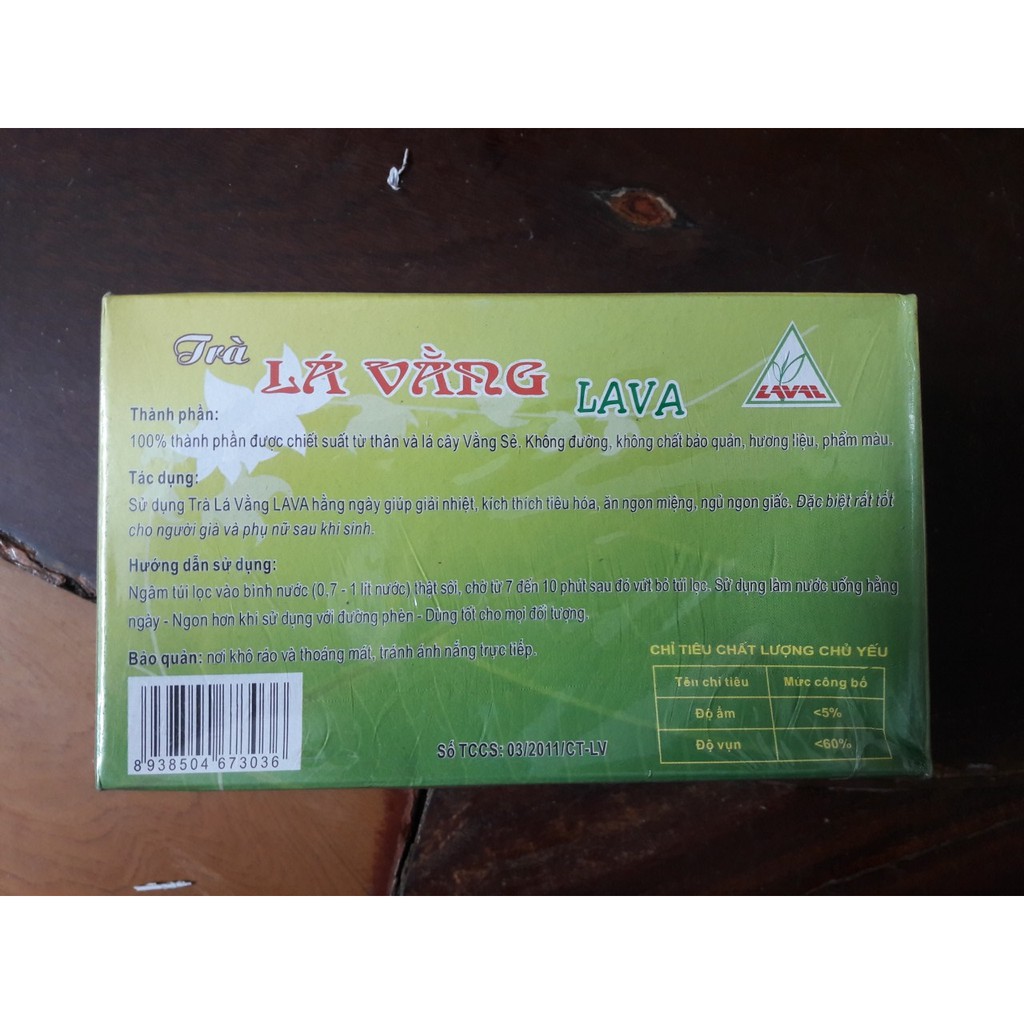 Trà LÁ VẰNG LAVA
LAVAL
Thành phần:
100% thành phần được chiết suất từ thân và lá cây Vằng Sẻ. Không đường, không chất bảo quản, hương liệu, phẩm màu.
Tác dụng:
Sử dụng Trà Lá Vằng LAVA hằng ngày giúp giải nhiệt, kích thích tiêu hóa, ăn ngon miệng, ngủ ngon giấc. Đặc biệt rất tốt
cho người già và phụ nữ sau khi sinh.
Hướng dẫn sử dụng:
Ngâm túi lọc vào bình nước (0,7 - 1 lít nước) thật sôi, chờ từ 7 đến 10 phút sau đó vứt bỏ túi lọc. Sử dụng làm nước uống hằng
ngày - Ngon hơn khi sử dụng với đường phèn - Dùng tốt cho mọi đối tượng.
Bảo quản: nơi khô ráo và thoáng mát, tránh ánh nắng trực tiếp.
CHỈ TIÊU CHẤT LƯỢNG CHỦ YẾU
Tên chỉ tiêu Mức công bố
Độ ẩm <5%
Độ vụn <60%
Số TCCS: 03/2011/CT-LV
8938504 673036